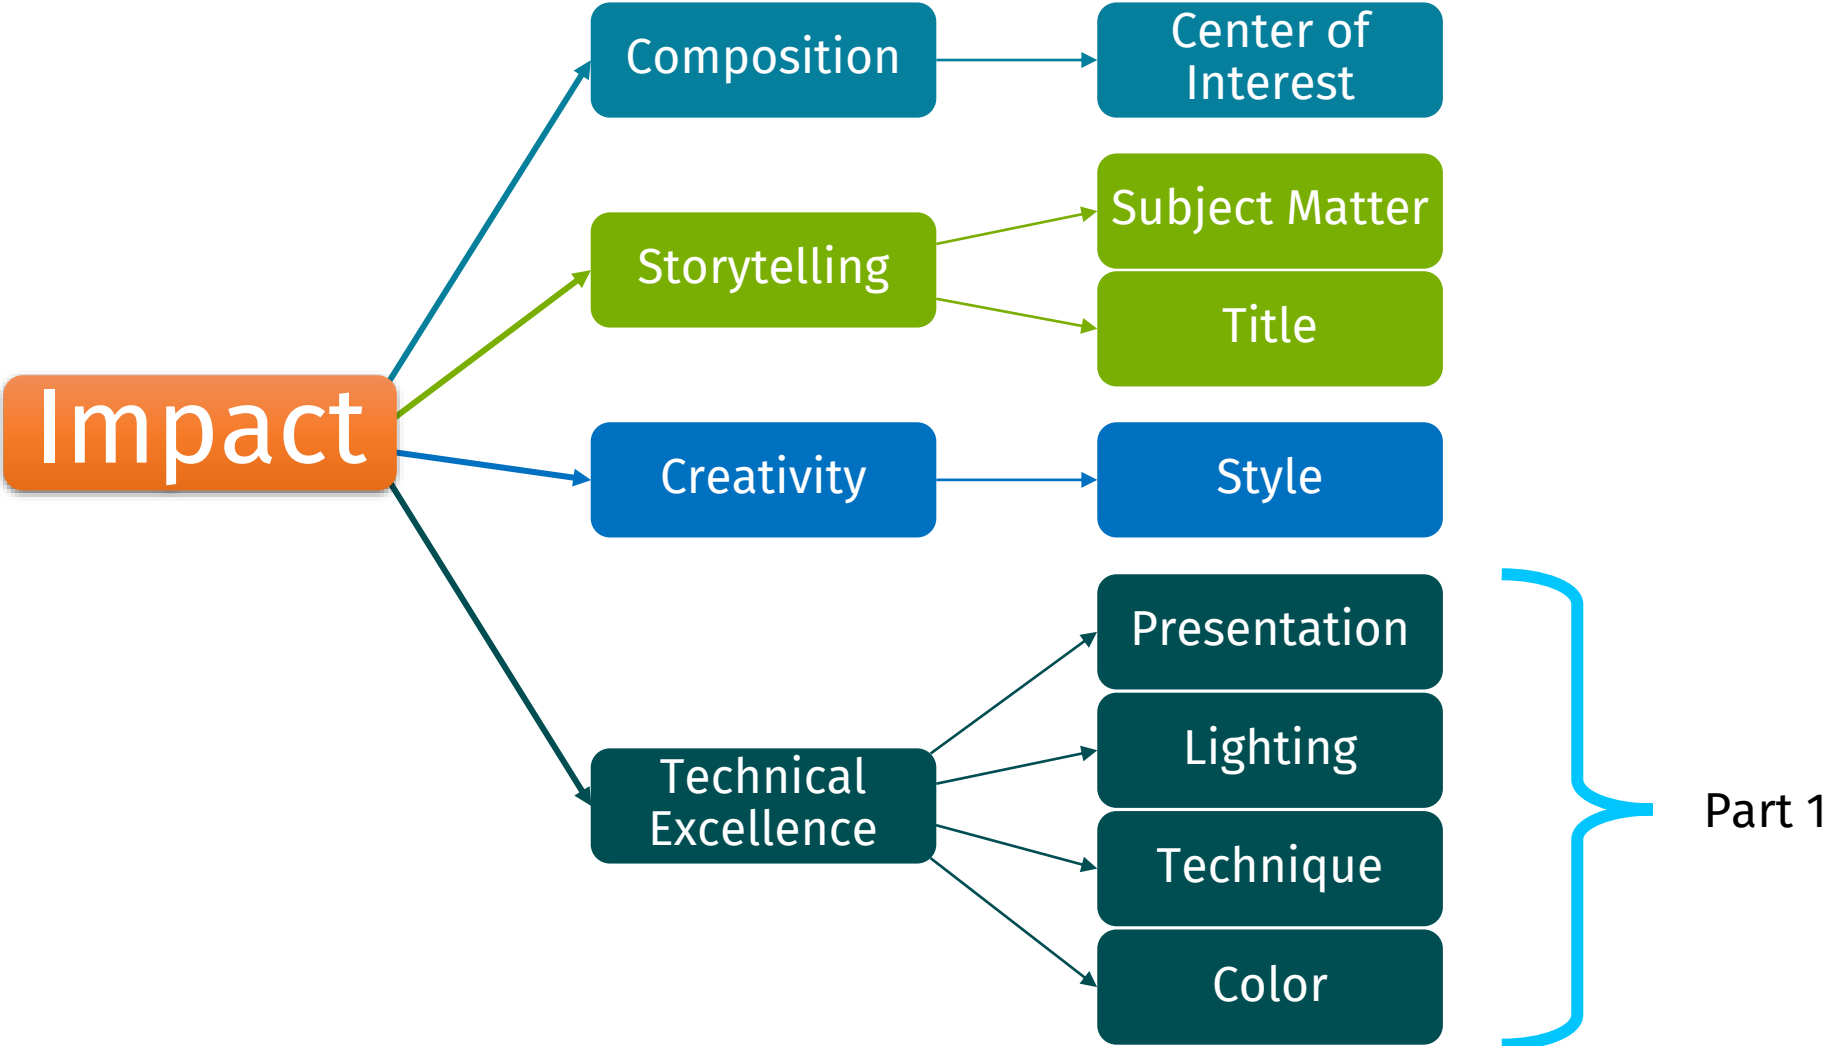 Impact
Composition
Center of
Interest
Storytelling
Subject Matter
Title
Creativity
Style
Technical
Excellence
Presentation
Lighting
Technique
Color
Part 1